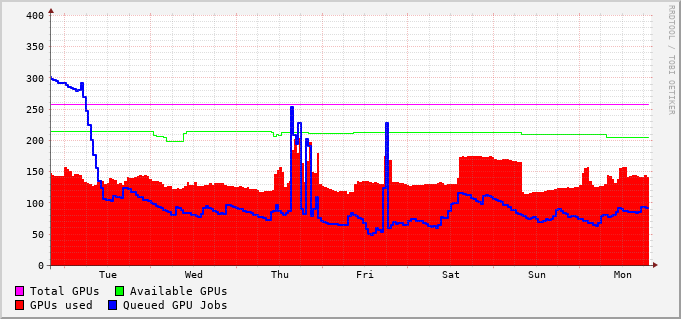 400
350
300
250
200
150
100
50
0
Tue Wed Thu Fri Sat Sun Mon
Total GPUs Available GPUs
GPUs used Queued GPU Jobs
RRDTOOL / TOBI OETIKER